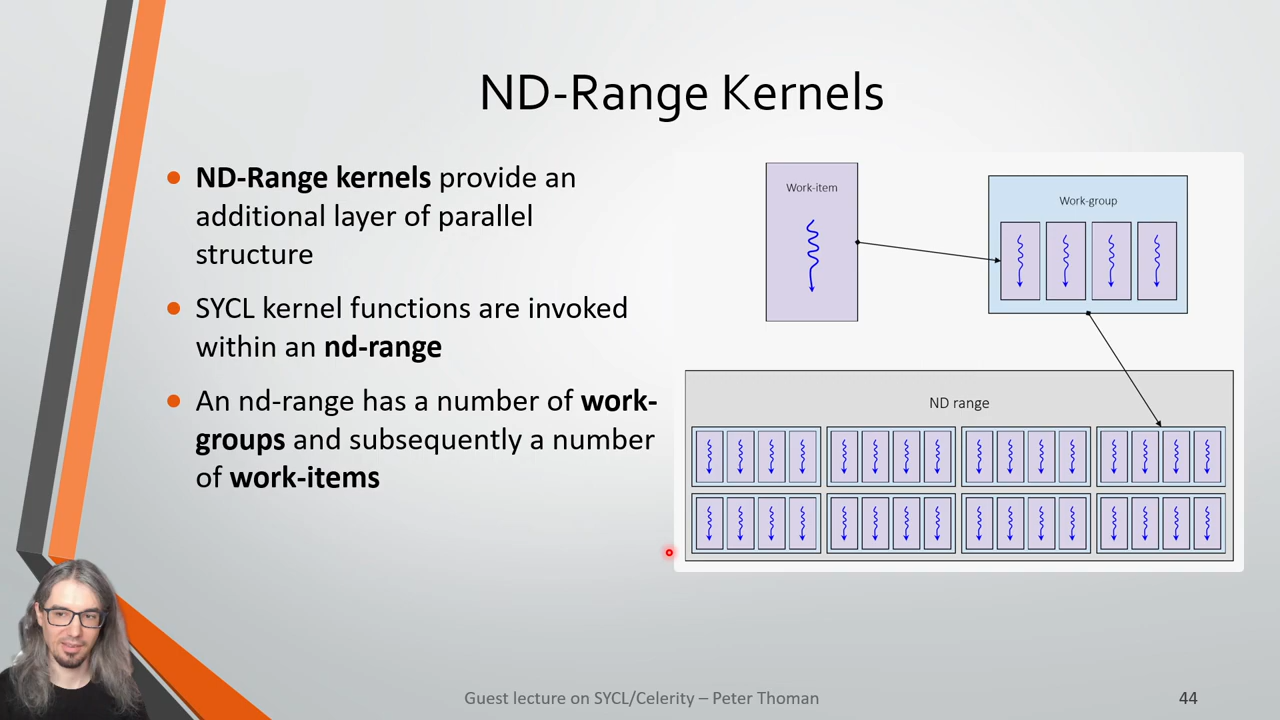 ND-Range Kernels
ND-Range kernels provide an
additional layer of parallel
structure
SYCL kernel functions are invoked
within an nd-range
An nd-range has a number of work-
groups and subsequently a number
of work-items
Work-item
Work-group
ND range
Guest lecture on SYCL/Celerity – Peter Thoman
44